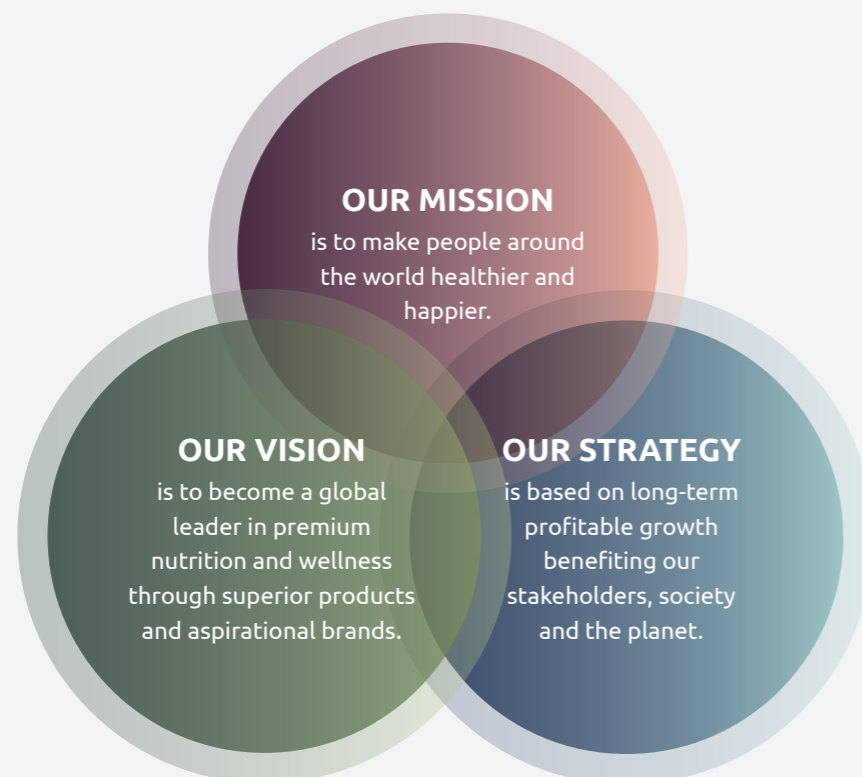 OUR MISSION
is to make people around
the world healthier and
happier.
OUR VISION
is to become a global
leader in premium
nutrition and wellness
through superior products
and aspirational brands.
OUR STRATEGY
is based on long-term
profitable growth
benefiting our
stakeholders, society
and the planet.